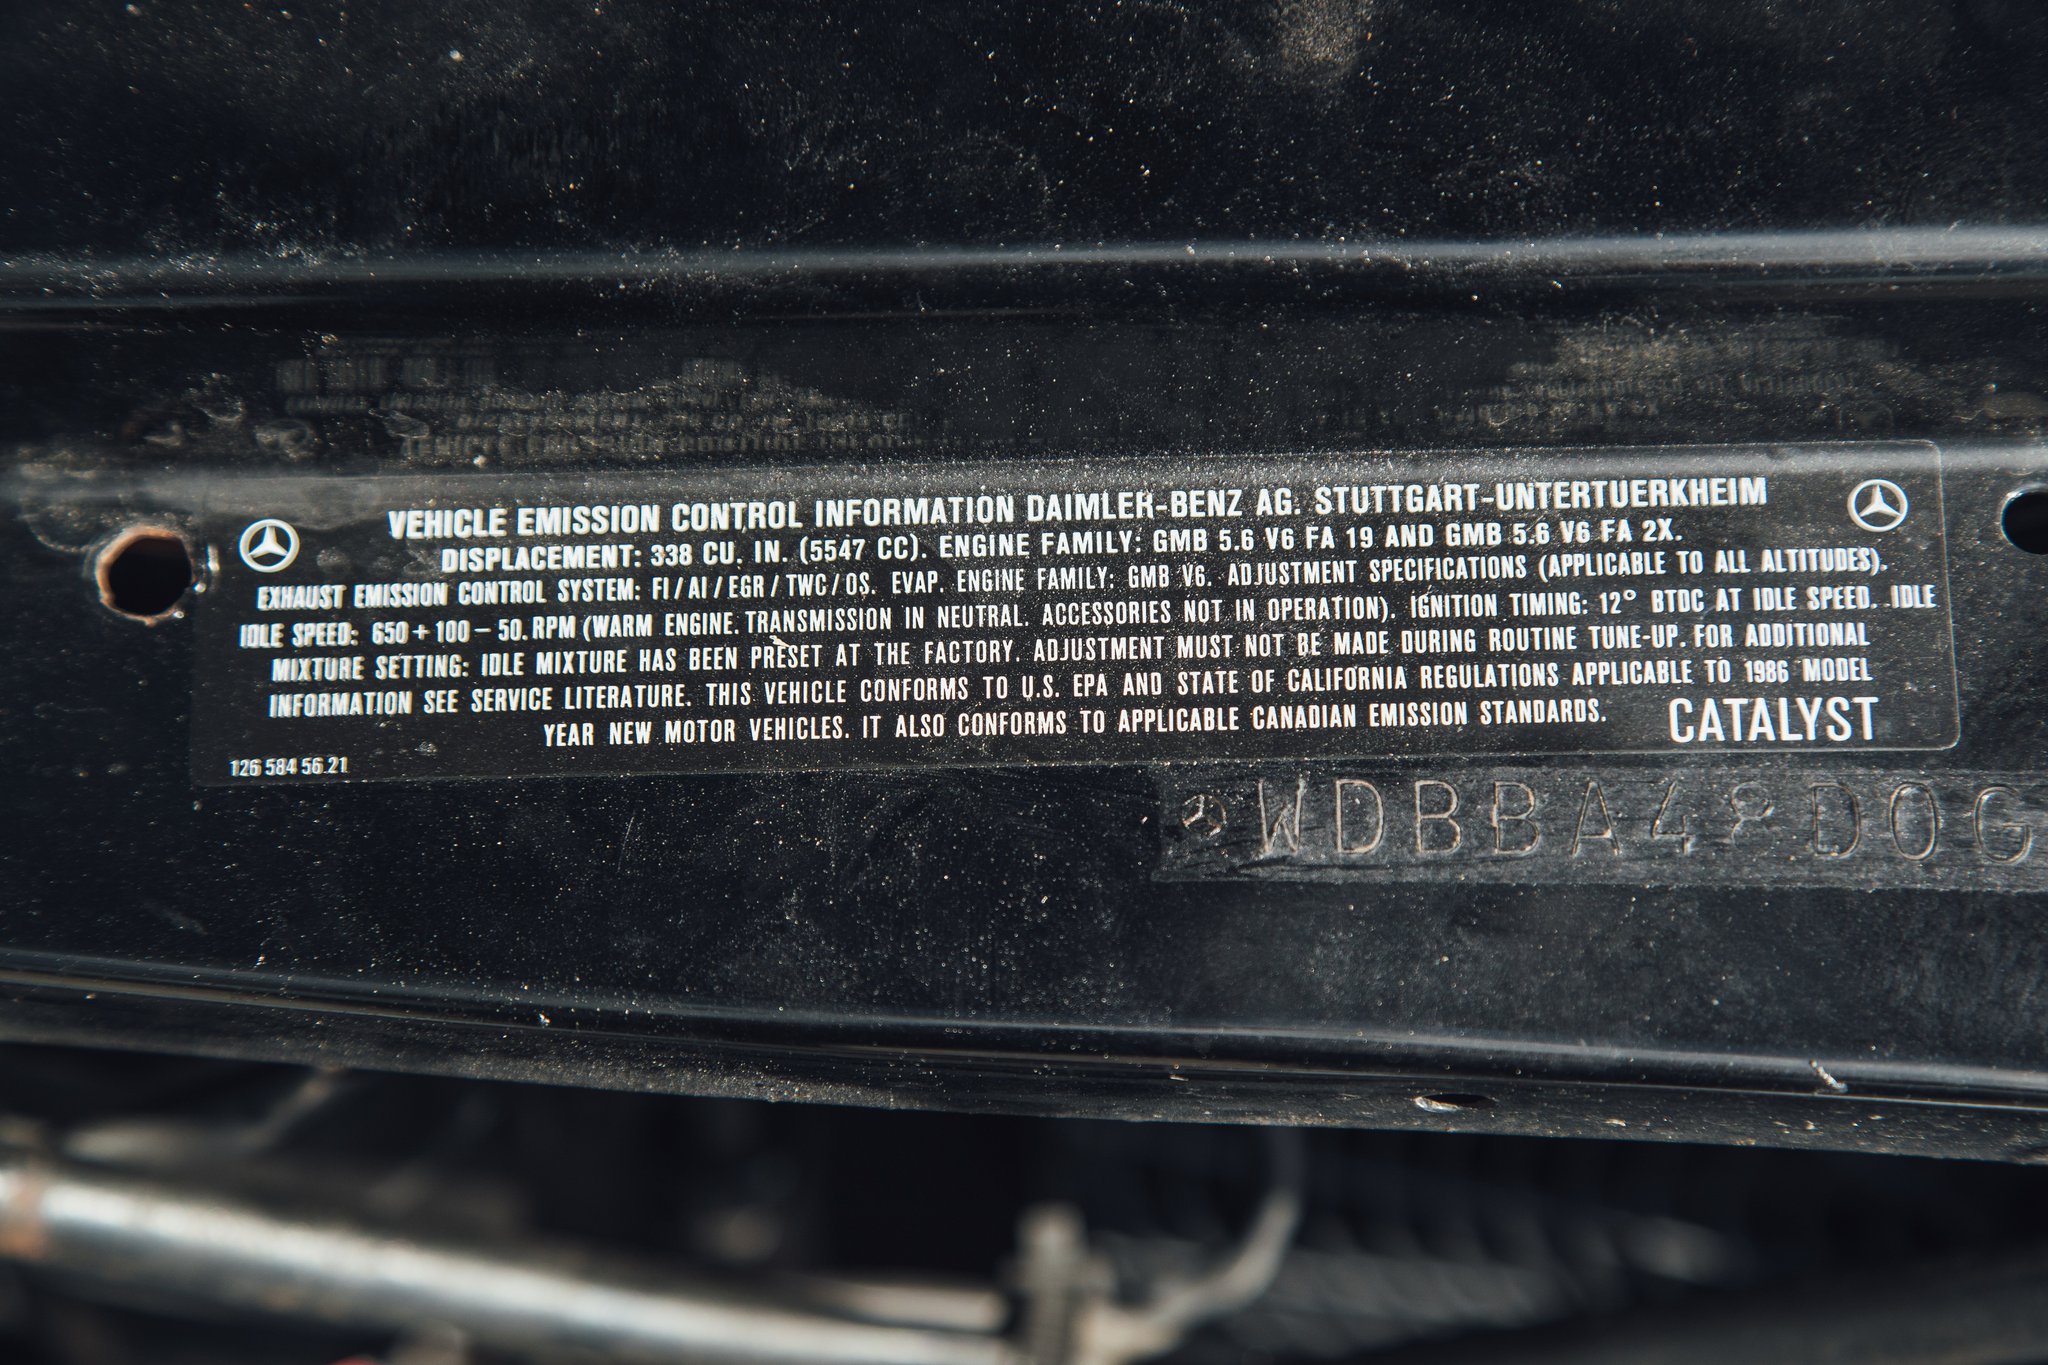 VEHICLE EMISSION CONTROL INFORMATION DAIMLER-BENZ AG. STUTTGART-UNTERTUERKHEIM
DISPLACEMENT: 338 CU. IN. (5547 CC). ENGINE FAMILY: GMB 5.6 V6 FA 19 AND GMB 5.6 V6 FA 2X.
EXHAUST EMISSION CONTROL SYSTEM: FI/AI/EGR/TWC/OS. EVAP. ENGINE FAMILY: GMB V6. ADJUSTMENT SPECIFICATIONS (APPLICABLE TO ALL ALTITUDES).
IDLE SPEED: 650 + 100 – 50. RPM (WARM ENGINE. TRANSMISSION IN NEUTRAL. ACCESSORIES NOT IN OPERATION). IGNITION TIMING: 12° BTDC AT IDLE SPEED. IDLE
MIXTURE SETTING: IDLE MIXTURE HAS BEEN PRESET AT THE FACTORY. ADJUSTMENT MUST NOT BE MADE DURING ROUTINE TUNE-UP. FOR ADDITIONAL
INFORMATION SEE SERVICE LITERATURE. THIS VEHICLE CONFORMS TO U.S. EPA AND STATE OF CALIFORNIA REGULATIONS APPLICABLE TO 1986 MODEL
YEAR NEW MOTOR VEHICLES. IT ALSO CONFORMS TO APPLICABLE CANADIAN EMISSION STANDARDS.
CATALYST
126 584 56 21
WDBBA48D0G